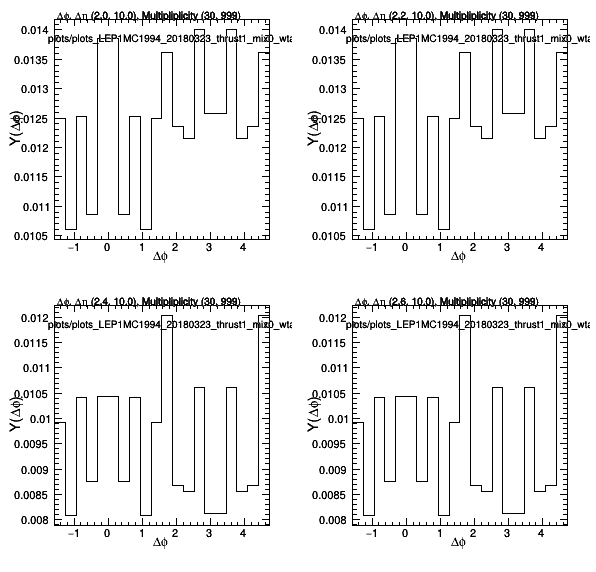 Δϕ, Δη (2.0, 10.0), Multipliplicity (30, 999)
plots/plots_LEP1MC1994_20180323_thrust1_mix0_wta
0.014
0.0135
0.013
0.0125
0.012
0.0115
0.011
0.0105
Y(Δϕ)
−1 0 1 2 3 4
Δϕ
Δϕ, Δη (2.2, 10.0), Multipliplicity (30, 999)
plots/plots_LEP1MC1994_20180323_thrust1_mix0_wta
0.014
0.0135
0.013
0.0125
0.012
0.0115
0.011
0.0105
Y(Δϕ)
−1 0 1 2 3 4
Δϕ
Δϕ, Δη (2.4, 10.0), Multipliplicity (30, 999)
plots/plots_LEP1MC1994_20180323_thrust1_mix0_wta
0.012
0.0115
0.011
0.0105
0.01
0.0095
0.009
0.0085
0.008
Y(Δϕ)
−1 0 1 2 3 4
Δϕ
Δϕ, Δη (2.6, 10.0), Multipliplicity (30, 999)
plots/plots_LEP1MC1994_20180323_thrust1_mix0_wta
0.012
0.0115
0.011
0.0105
0.01
0.0095
0.009
0.0085
0.008
Y(Δϕ)
−1 0 1 2 3 4
Δϕ